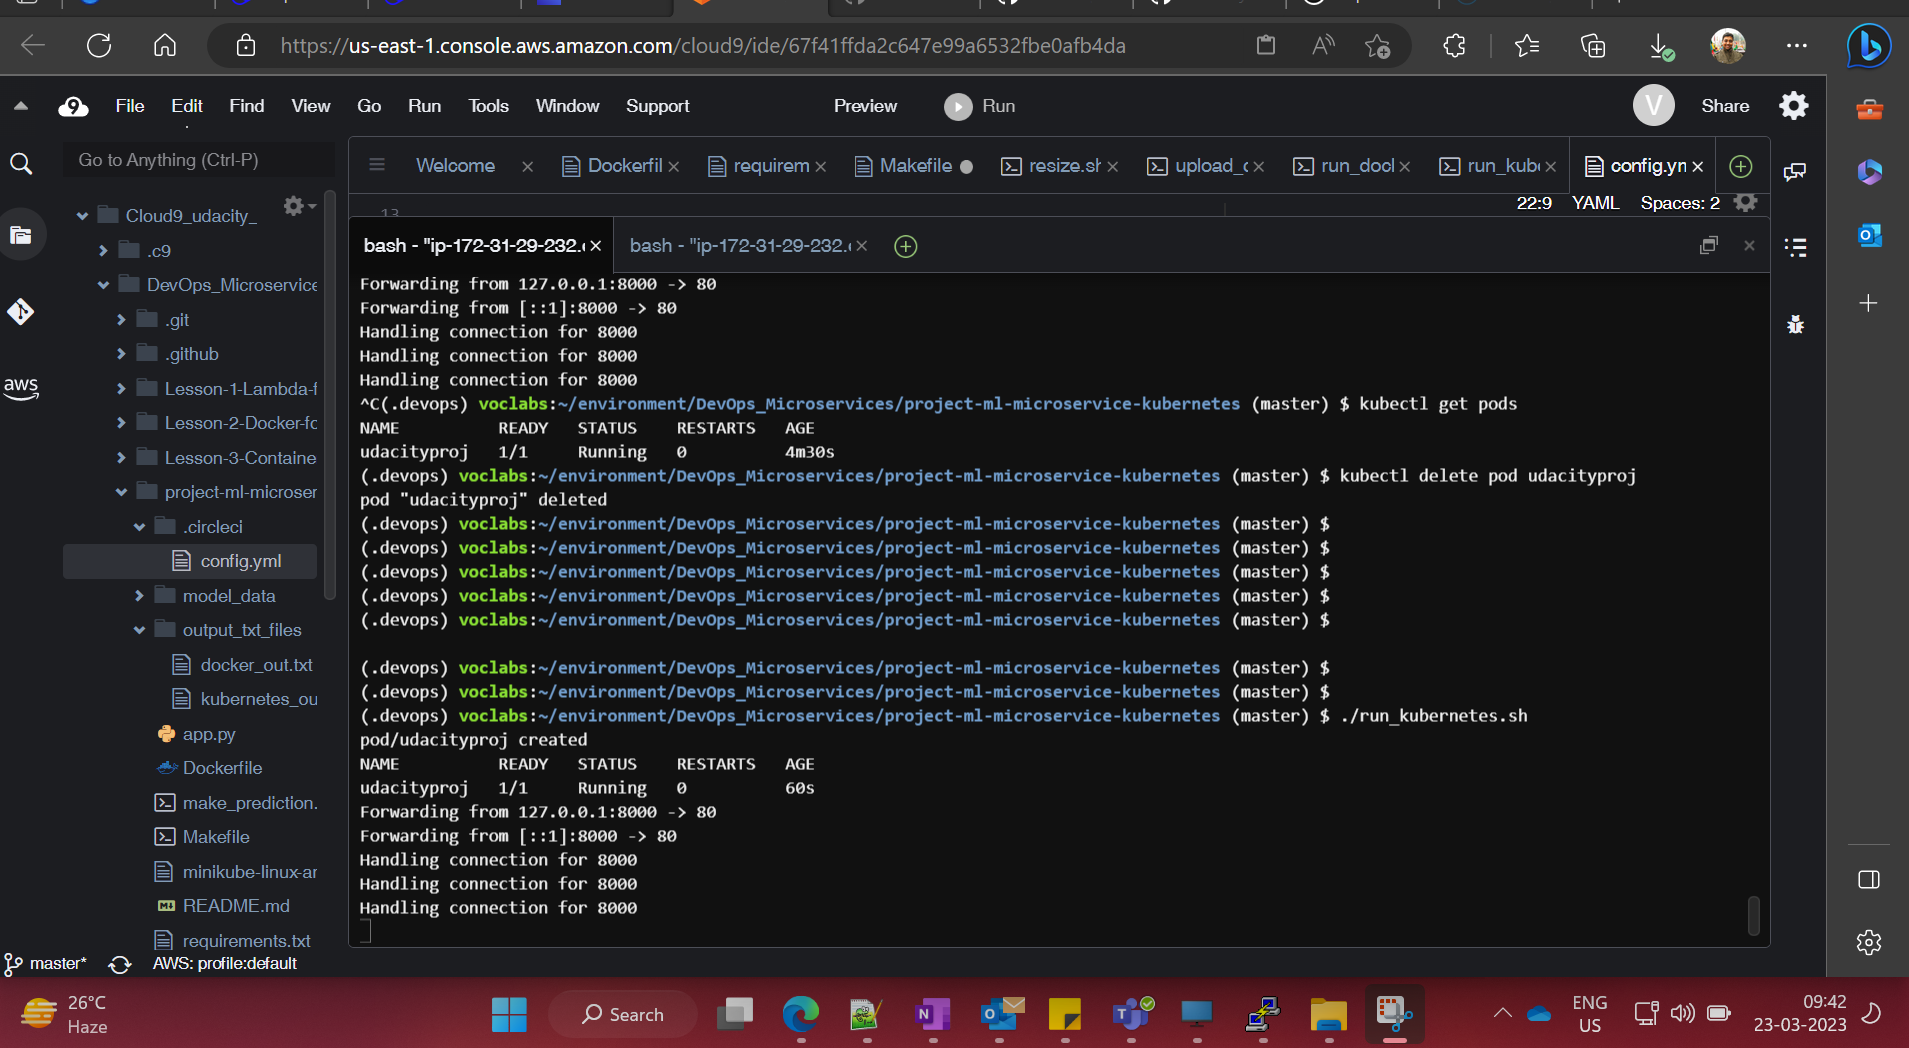 https://us-east-1.console.aws.amazon.com/cloud9/ide/67f41ffda2c647e99a6532fbe0afb4da
File Edit Find View Go Run Tools Window Support Preview Run V Share
Go to Anything (Ctrl-P)
Welcome Dockerfil requirem Makefile resize.sh upload_ run_docl run_kub config.yn
22:9 YAML Spaces: 2
13
bash - "ip-172-31-29-232. bash - "ip-172-31-29-232.
Cloud9_udacity_
.c9
DevOps_Microservice
.git
.github
Lesson-1-Lambda-f
Lesson-2-Docker-fo
Lesson-3-Containe
project-ml-microser
.circleci
config.yml
model_data
output_txt_files
docker_out.txt
kubernetes_ou
app.py
Dockerfile
make_prediction.
Makefile
minikube-linux-ar
README.md
requirements.txt
aws
Forwarding from 127.0.0.1:8000 -> 80
Forwarding from [::1]:8000 -> 80
Handling connection for 8000
Handling connection for 8000
Handling connection for 8000
^C(.devops) voclabs:~/environment/DevOps_Microservices/project-ml-microservice-kubernetes (master) $ kubectl get pods
NAME READY STATUS RESTARTS AGE
udacityproj 1/1 Running 0 4m30s
(.devops) voclabs:~/environment/DevOps_Microservices/project-ml-microservice-kubernetes (master) $ kubectl delete pod udacityproj
pod "udacityproj" deleted
(.devops) voclabs:~/environment/DevOps_Microservices/project-ml-microservice-kubernetes (master) $
(.devops) voclabs:~/environment/DevOps_Microservices/project-ml-microservice-kubernetes (master) $
(.devops) voclabs:~/environment/DevOps_Microservices/project-ml-microservice-kubernetes (master) $
(.devops) voclabs:~/environment/DevOps_Microservices/project-ml-microservice-kubernetes (master) $
(.devops) voclabs:~/environment/DevOps_Microservices/project-ml-microservice-kubernetes (master) $
(.devops) voclabs:~/environment/DevOps_Microservices/project-ml-microservice-kubernetes (master) $
(.devops) voclabs:~/environment/DevOps_Microservices/project-ml-microservice-kubernetes (master) $
(.devops) voclabs:~/environment/DevOps_Microservices/project-ml-microservice-kubernetes (master) $ ./run_kubernetes.sh
pod/udacityproj created
NAME READY STATUS RESTARTS AGE
udacityproj 1/1 Running 0 60s
Forwarding from 127.0.0.1:8000 -> 80
Forwarding from [::1]:8000 -> 80
Handling connection for 8000
Handling connection for 8000
Handling connection for 8000
master* AWS: profile:default
26°C
Haze
Search
ENG
US
09:42
23-03-2023